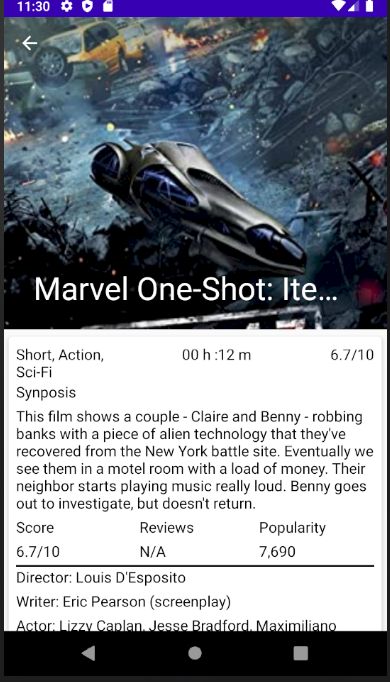 11:30
Marvel One-Shot: Ite...
Short, Action,
Sci-Fi
00 h :12 m
6.7/10
Synposis
This film shows a couple - Claire and Benny - robbing
banks with a piece of alien technology that they've
recovered from the New York battle site. Eventually we
see them in a motel room with a load of money. Their
neighbor starts playing music really loud. Benny goes
out to investigate, but doesn't return.
Score Reviews Popularity
6.7/10 N/A 7,690
Director: Louis D'Esposito
Writer: Eric Pearson (screenplay)
Actor: Lizzy Caplan, Jesse Bradford, Maximiliano